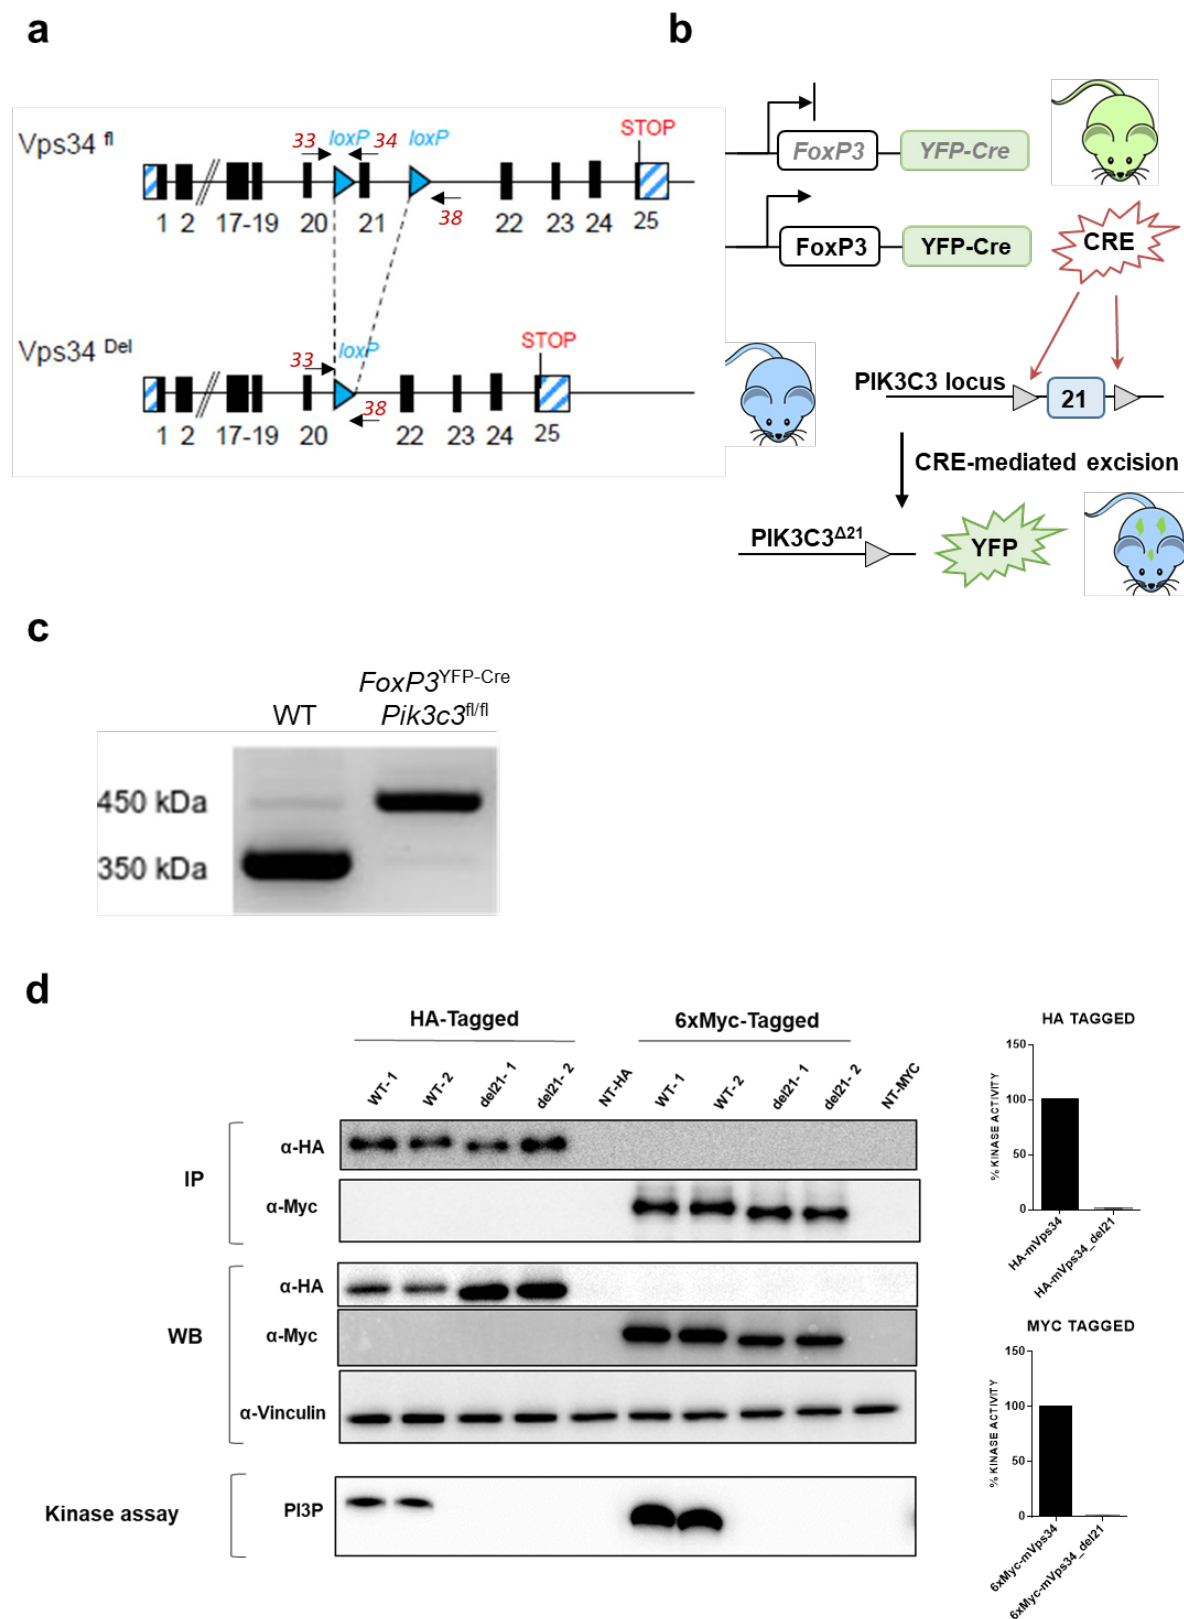 a
Vps34 fl
33 loxP 34 loxP STOP
38
1 2 17-19 20 21 22 23 24 25
Vps34 Del
33 loxP STOP
38
1 2 17-19 20 22 23 24 25
b
FoxP3 YFP-Cre
FoxP3 YFP-Cre CRE
PIK3C3 locus 21
CRE-mediated excision
PIK3C3Δ21 YFP
c
WT FoxP3YFP-Cre
Pik3c3fl/fl
450 kDa
350 kDa
d
HA-Tagged 6xMyc-Tagged
WT-1 WT-2 del21-1 del21-2 NT-HA WT-1 WT-2 del21-1 del21-2 NT-MYC
IP
α-HA
α-Myc
WB
α-HA
α-Myc
α-Vinculin
Kinase assay PI3P
HA TAGGED
% KINASE ACTIVITY
150
100
50
0
HA-mVps34
HA-mVps34_del21
MYC TAGGED
% KINASE ACTIVITY
150
100
50
0
6xMyc-mVps34
6xMyc-mVps34_del21